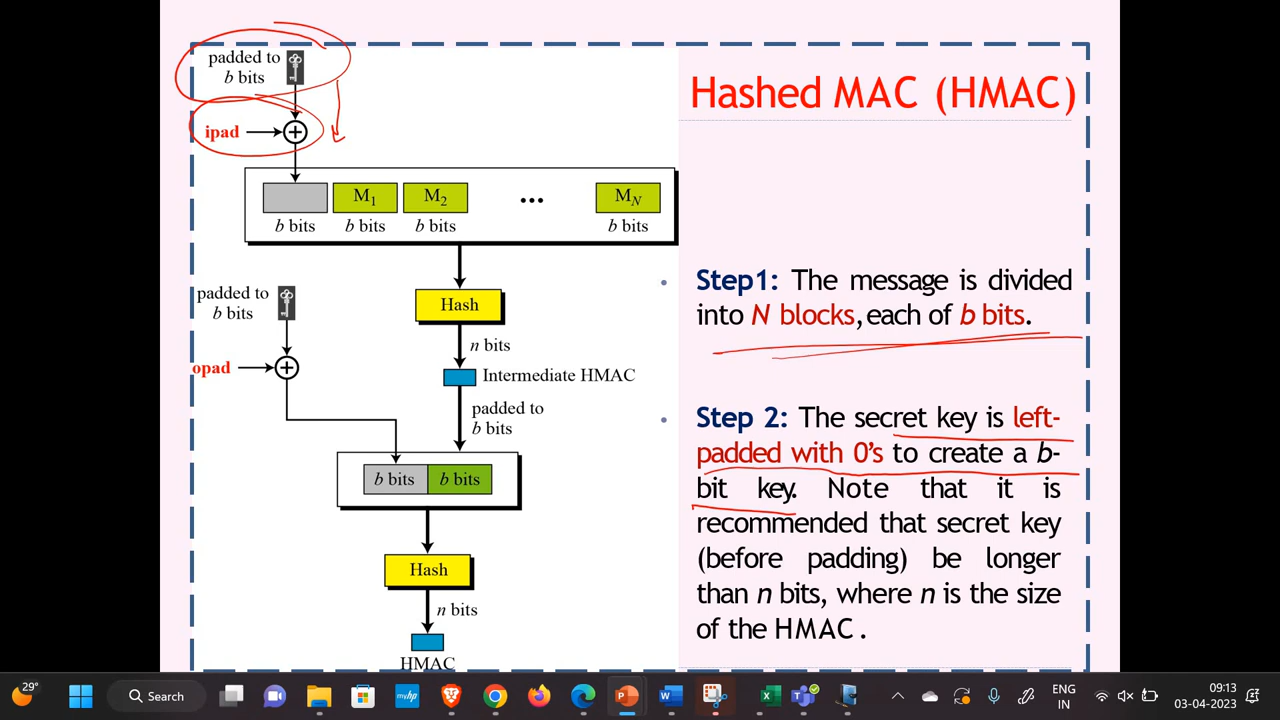 padded to
b bits
ipad
M1 M2 ... MN
b bits b bits b bits b bits
Hash
n bits
Intermediate HMAC
padded to
b bits
padded to
b bits
opad
b bits b bits
Hash
n bits
HMAC
Hashed MAC (HMAC)
• Step1: The message is divided
into N blocks, each of b bits.
• Step 2: The secret key is left-
padded with 0's to create a b-
bit key. Note that it is
recommended that secret key
(before padding) be longer
than n bits, where n is the size
of the HMAC.
29°
Search
myhp
ENG
IN
09:13
03-04-2023